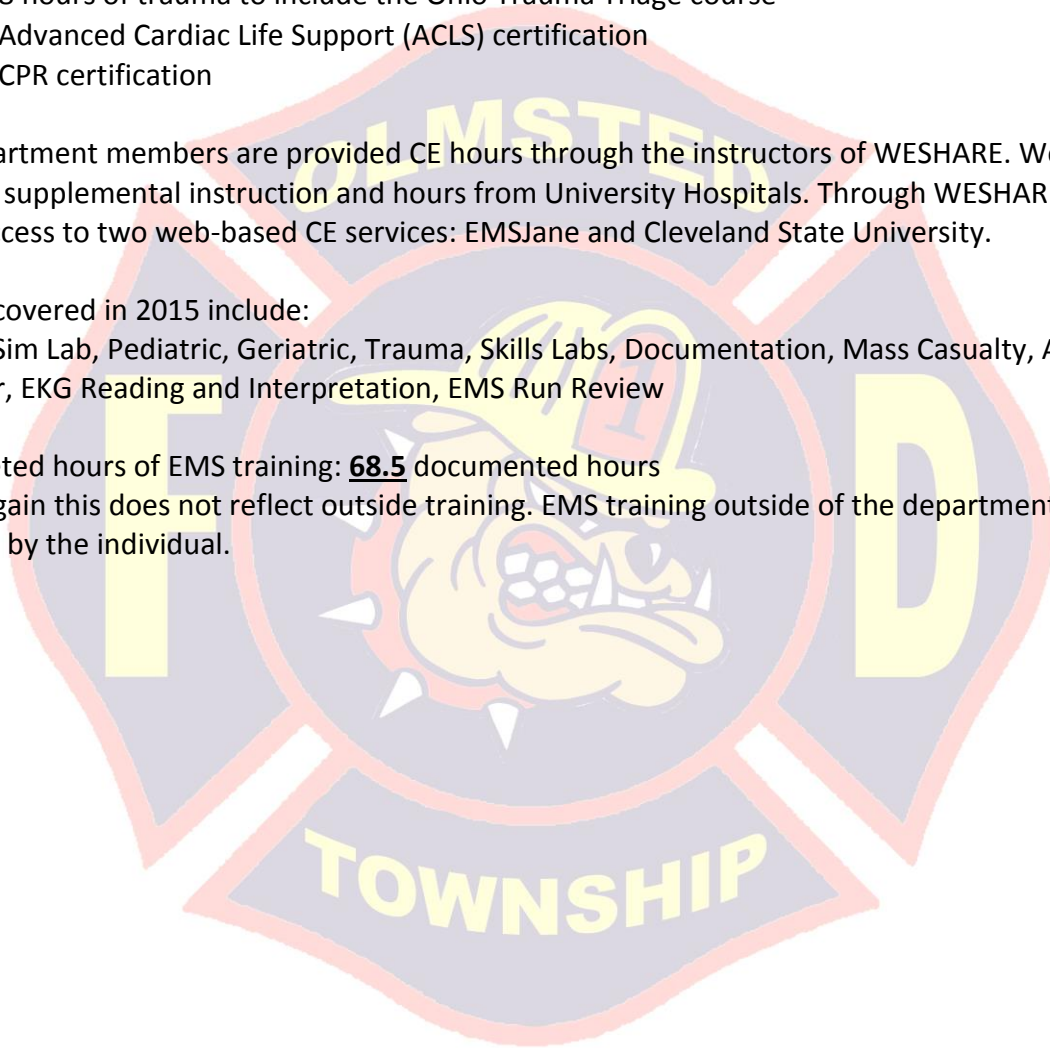 8 hours of trauma to include the Ohio Trauma Triage course
Advanced Cardiac Life Support (ACLS) certification
CPR certification
artment members are provided CE hours through the instructors of WESHARE. W
supplemental instruction and hours from University Hospitals. Through WESHAR
cess to two web-based CE services: EMSJane and Cleveland State University.
covered in 2015 include:
Sim Lab, Pediatric, Geriatric, Trauma, Skills Labs, Documentation, Mass Casualty, A
r, EKG Reading and Interpretation, EMS Run Review
ted hours of EMS training: 68.5 documented hours
gain this does not reflect outside training. EMS training outside of the department
by the individual.
OLMSTED
1
F D
TOWNSHIP